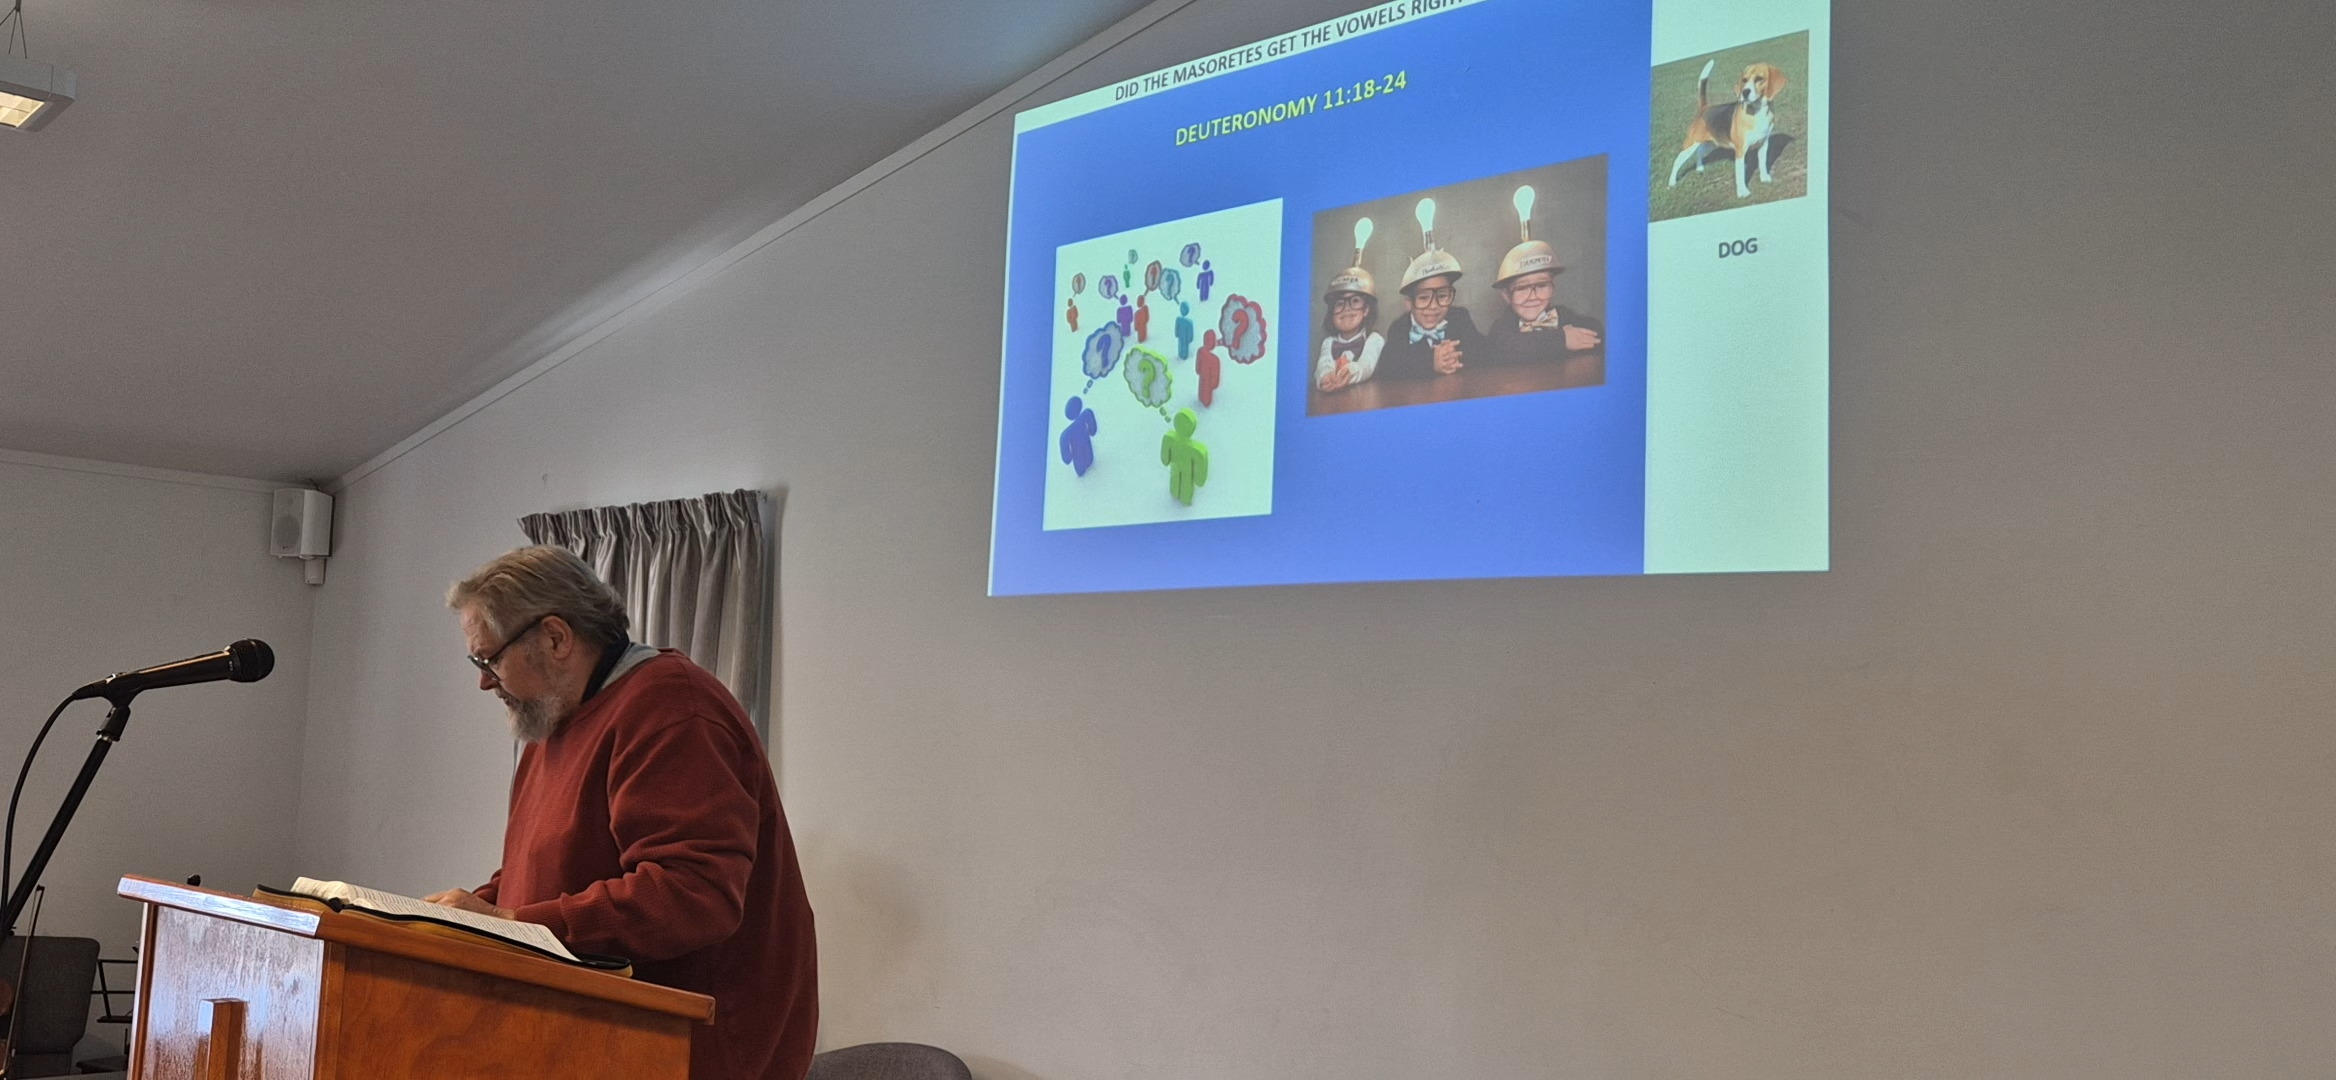 DID THE MASORETES GET THE VOWELS RIGHT
DEUTERONOMY 11:18-24
DOG